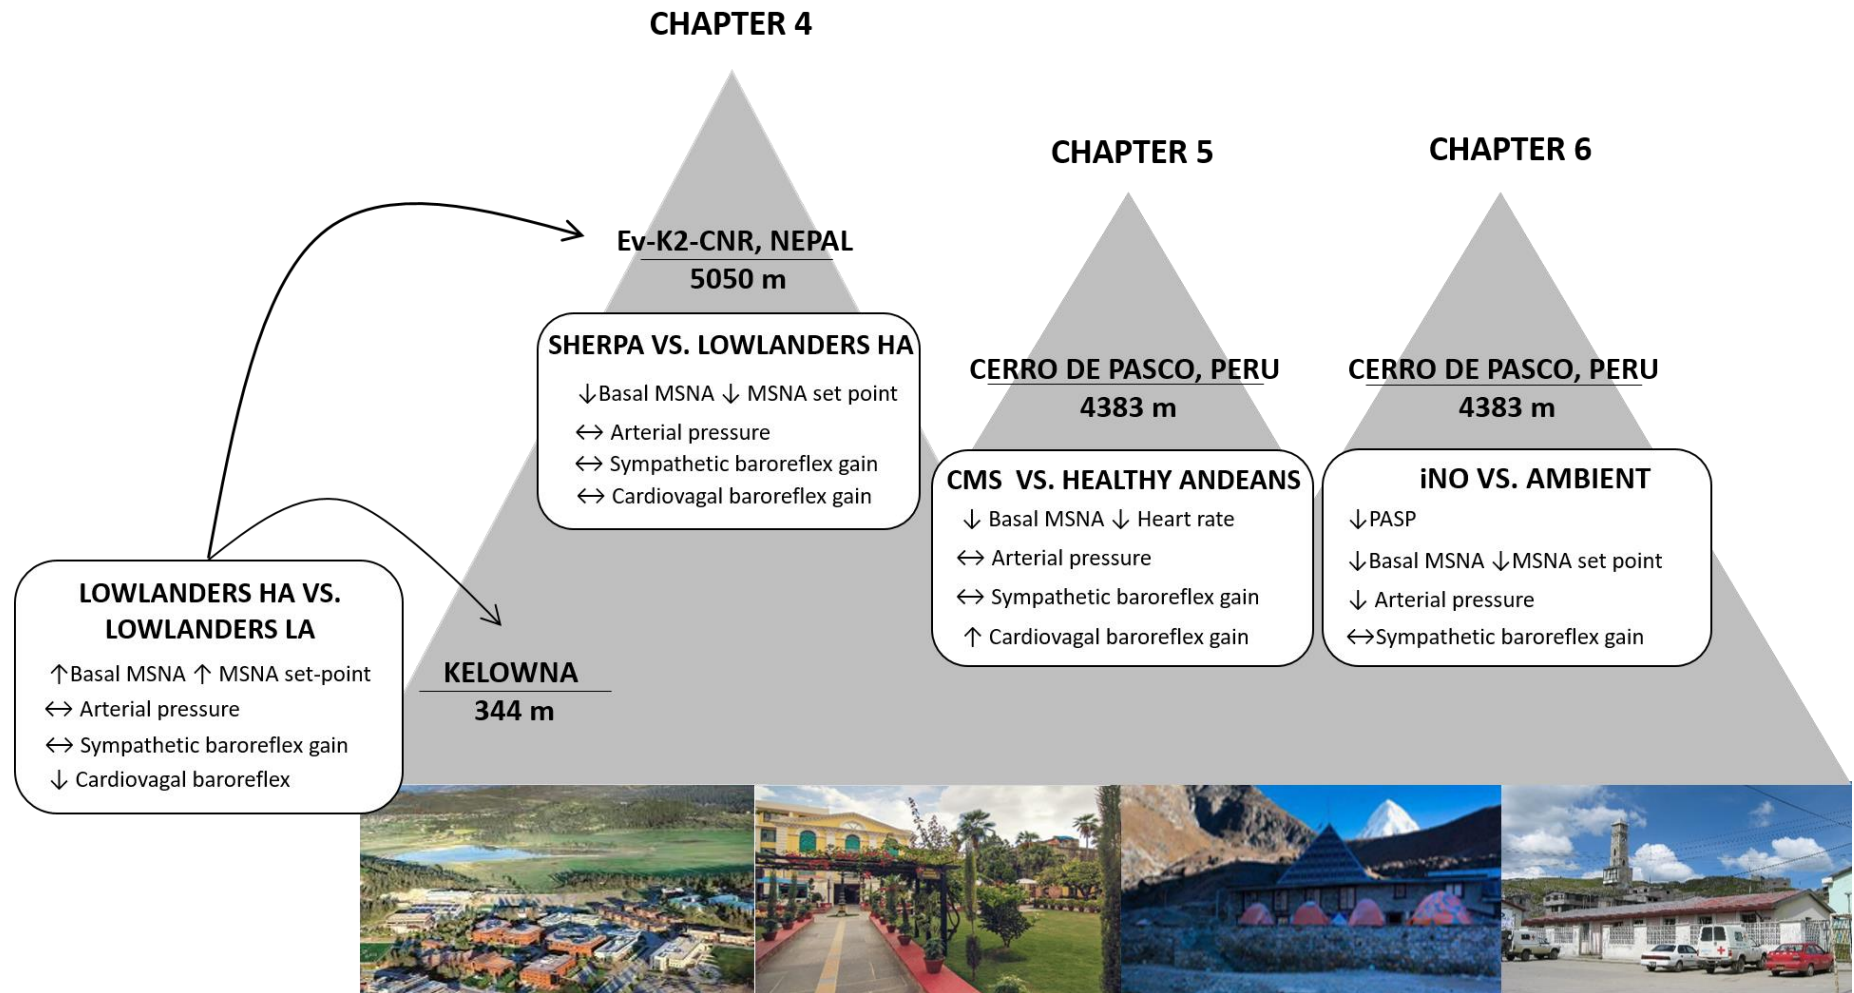 CHAPTER 4
Ev-K2-CNR, NEPAL
5050 m
SHERPA VS. LOWLANDERS HA
↓Basal MSNA ↓ MSNA set point
↔ Arterial pressure
↔ Sympathetic baroreflex gain
↔ Cardiovagal baroreflex gain
LOWLANDERS HA VS.
LOWLANDERS LA
↑Basal MSNA ↑ MSNA set-point
↔ Arterial pressure
↔ Sympathetic baroreflex gain
↓ Cardiovagal baroreflex
KELOWNA
344 m
CHAPTER 5
CERRO DE PASCO, PERU
4383 m
CMS VS. HEALTHY ANDEANS
↓ Basal MSNA ↓ Heart rate
↔ Arterial pressure
↔ Sympathetic baroreflex gain
↑ Cardiovagal baroreflex gain
CHAPTER 6
CERRO DE PASCO, PERU
4383 m
iNO VS. AMBIENT
↓PASP
↓Basal MSNA ↓MSNA set point
↓ Arterial pressure
↔Sympathetic baroreflex gain